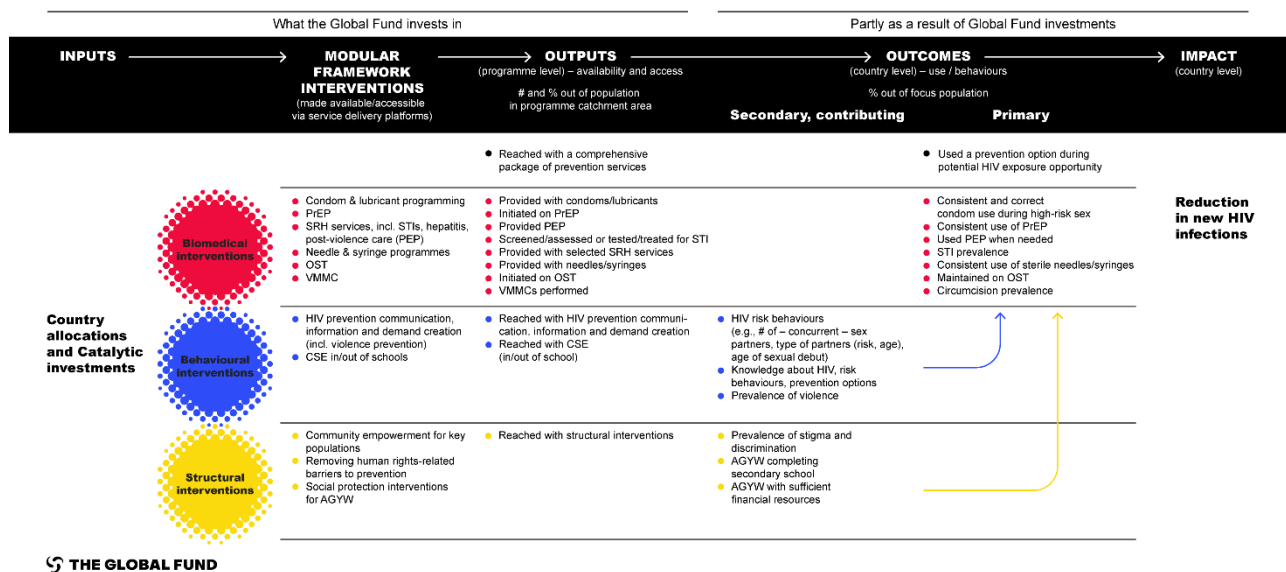 What the Global Fund invests in
Partly as a result of Global Fund investments
INPUTS
MODULAR
FRAMEWORK
INTERVENTIONS
(made available/accessible
via service delivery platforms)
OUTPUTS
(programme level) – availability and access
# and % out of population
in programme catchment area
OUTCOMES
(country level) – use / behaviours
% out of focus population
Secondary, contributing
Primary
IMPACT
(country level)
Reached with a comprehensive
package of prevention services
Used a prevention option during
potential HIV exposure opportunity
Country
allocations
and Catalytic
investments
Biomedical
interventions
Condom & lubricant programming
PrEP
SRH services, incl. STIs, hepatitis,
post-violence care (PEP)
Needle & syringe programmes
OST
VMMC
Provided with condoms/lubricants
Initiated on PrEP
Provided PEP
Screened/assessed or tested/treated for STI
Provided with selected SRH services
Provided with needles/syringes
Initiated on OST
VMMCs performed
Consistent and correct
condom use during high-risk sex
Consistent use of PrEP
Used PEP when needed
STI prevalence
Consistent use of sterile needles/syringes
Maintained on OST
Circumcision prevalence
Reduction
in new HIV
infections
Behavioural
interventions
HIV prevention communication,
information and demand creation
(incl. violence prevention)
CSE in/out of schools
Reached with HIV prevention communi-
cation. information and demand creation
Reached with CSE
(in/out of school)
HIV risk behaviours
(e.g., # of – concurrent – sex
partners, type of partners (risk, age),
age of sexual debut)
Knowledge about HIV, risk
behaviours, prevention options
Prevalence of violence
Structural
interventions
Community empowerment for key
populations
Removing human rights-related
barriers to prevention
Social protection interventions
for AGYW
Reached with structural interventions
Prevalence of stigma and
discrimination
AGYW completing
secondary school
AGYW with sufficient
financial resources
THE GLOBAL FUND